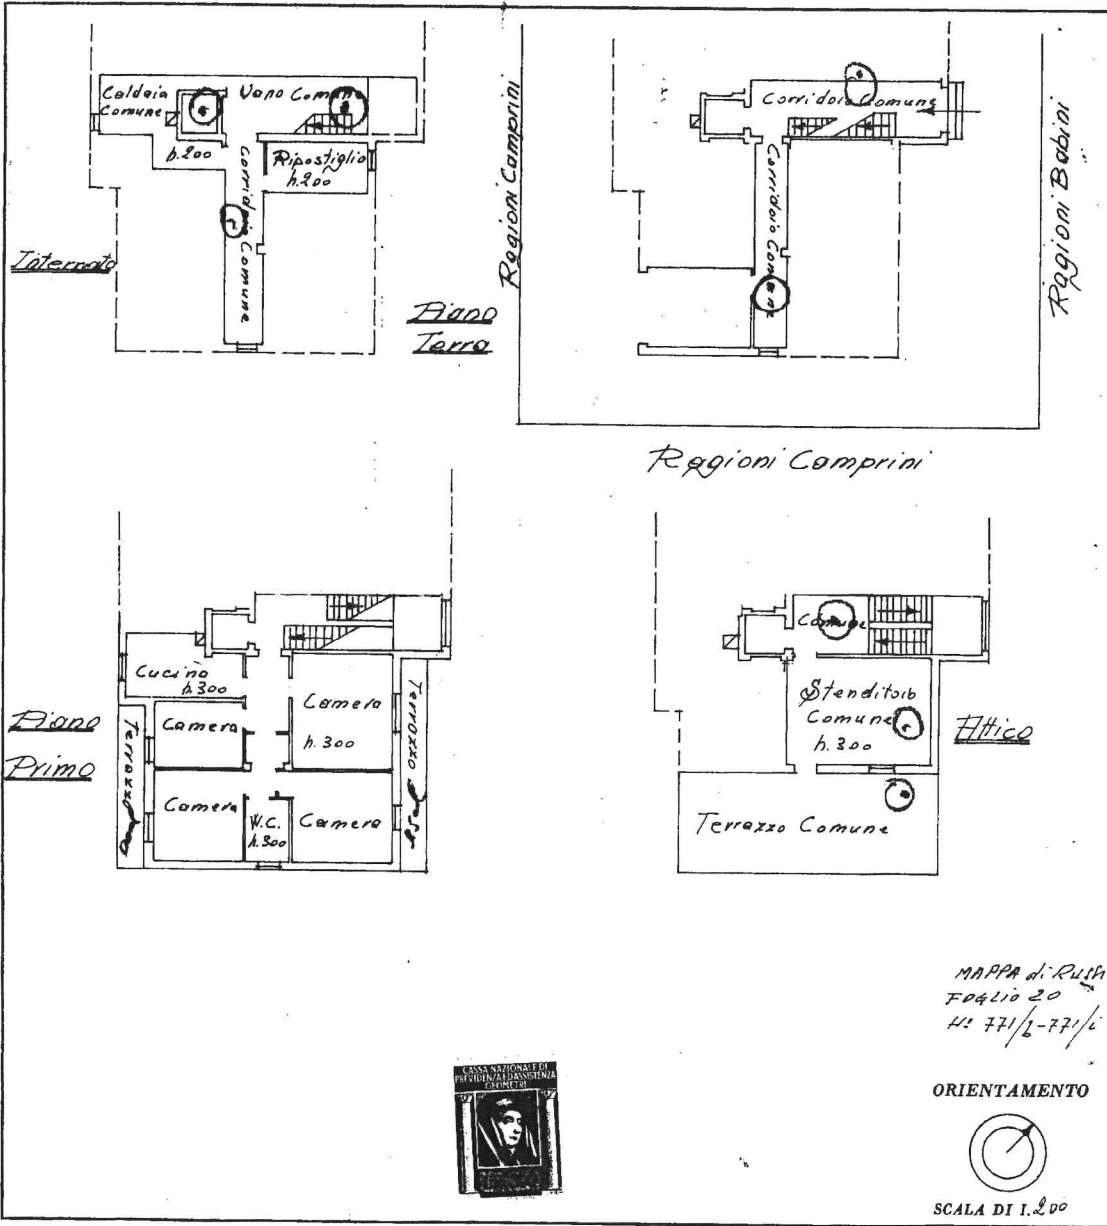 Caldaia
Comune
Vano Comune
h.200
Ripostiglio
h.200
Corridoio Comune
Interrato
Piano
Terra
Ragioni Camprini
Corridoio Comune
Corridoio Comune
Ragioni Babini
Ragioni Camprini
Cucina
h.300
Camera
Camera
h.300
Terrazzo
Terrazzo
Camera
W.C.
h.300
Camera
Piano
Primo
Comune
Stenditoio
Comune
h.300
Attico
Terrazzo Comune
MAPPA di
FOGLIO 20
N° 771/b-771/i
CASSA NAZIONALE DI
PREVIDENZA ED ASSISTENZA
GEOMETRI
ORIENTAMENTO
SCALA DI 1.200